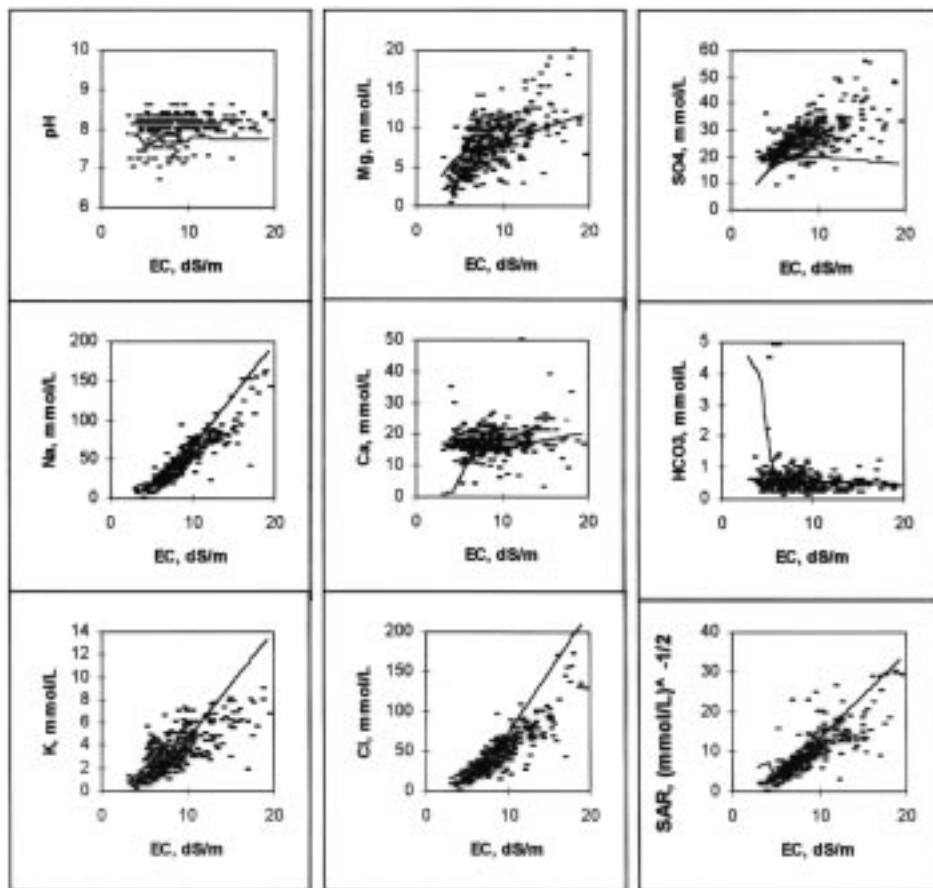 10
9
8
7
6
pH
0 10 20
EC, dS/m
20
15
10
5
0
Mg, mmol/L
0 10 20
EC, dS/m
60
50
40
30
20
10
0
SO4, mmol/L
0 10 20
EC, dS/m
200
150
100
50
0
Na, mmol/L
0 10 20
EC, dS/m
50
40
30
20
10
0
Ca, mmol/L
0 10 20
EC, dS/m
5
4
3
2
1
0
HCO3, mmol/L
0 10 20
EC, dS/m
14
12
10
8
6
4
2
0
K, mmol/L
0 10 20
EC, dS/m
200
150
100
50
0
Cl, mmol/L
0 10 20
EC, dS/m
40
30
20
10
0
SAR, (mmol/L)^ -1/2
0 10 20
EC, dS/m